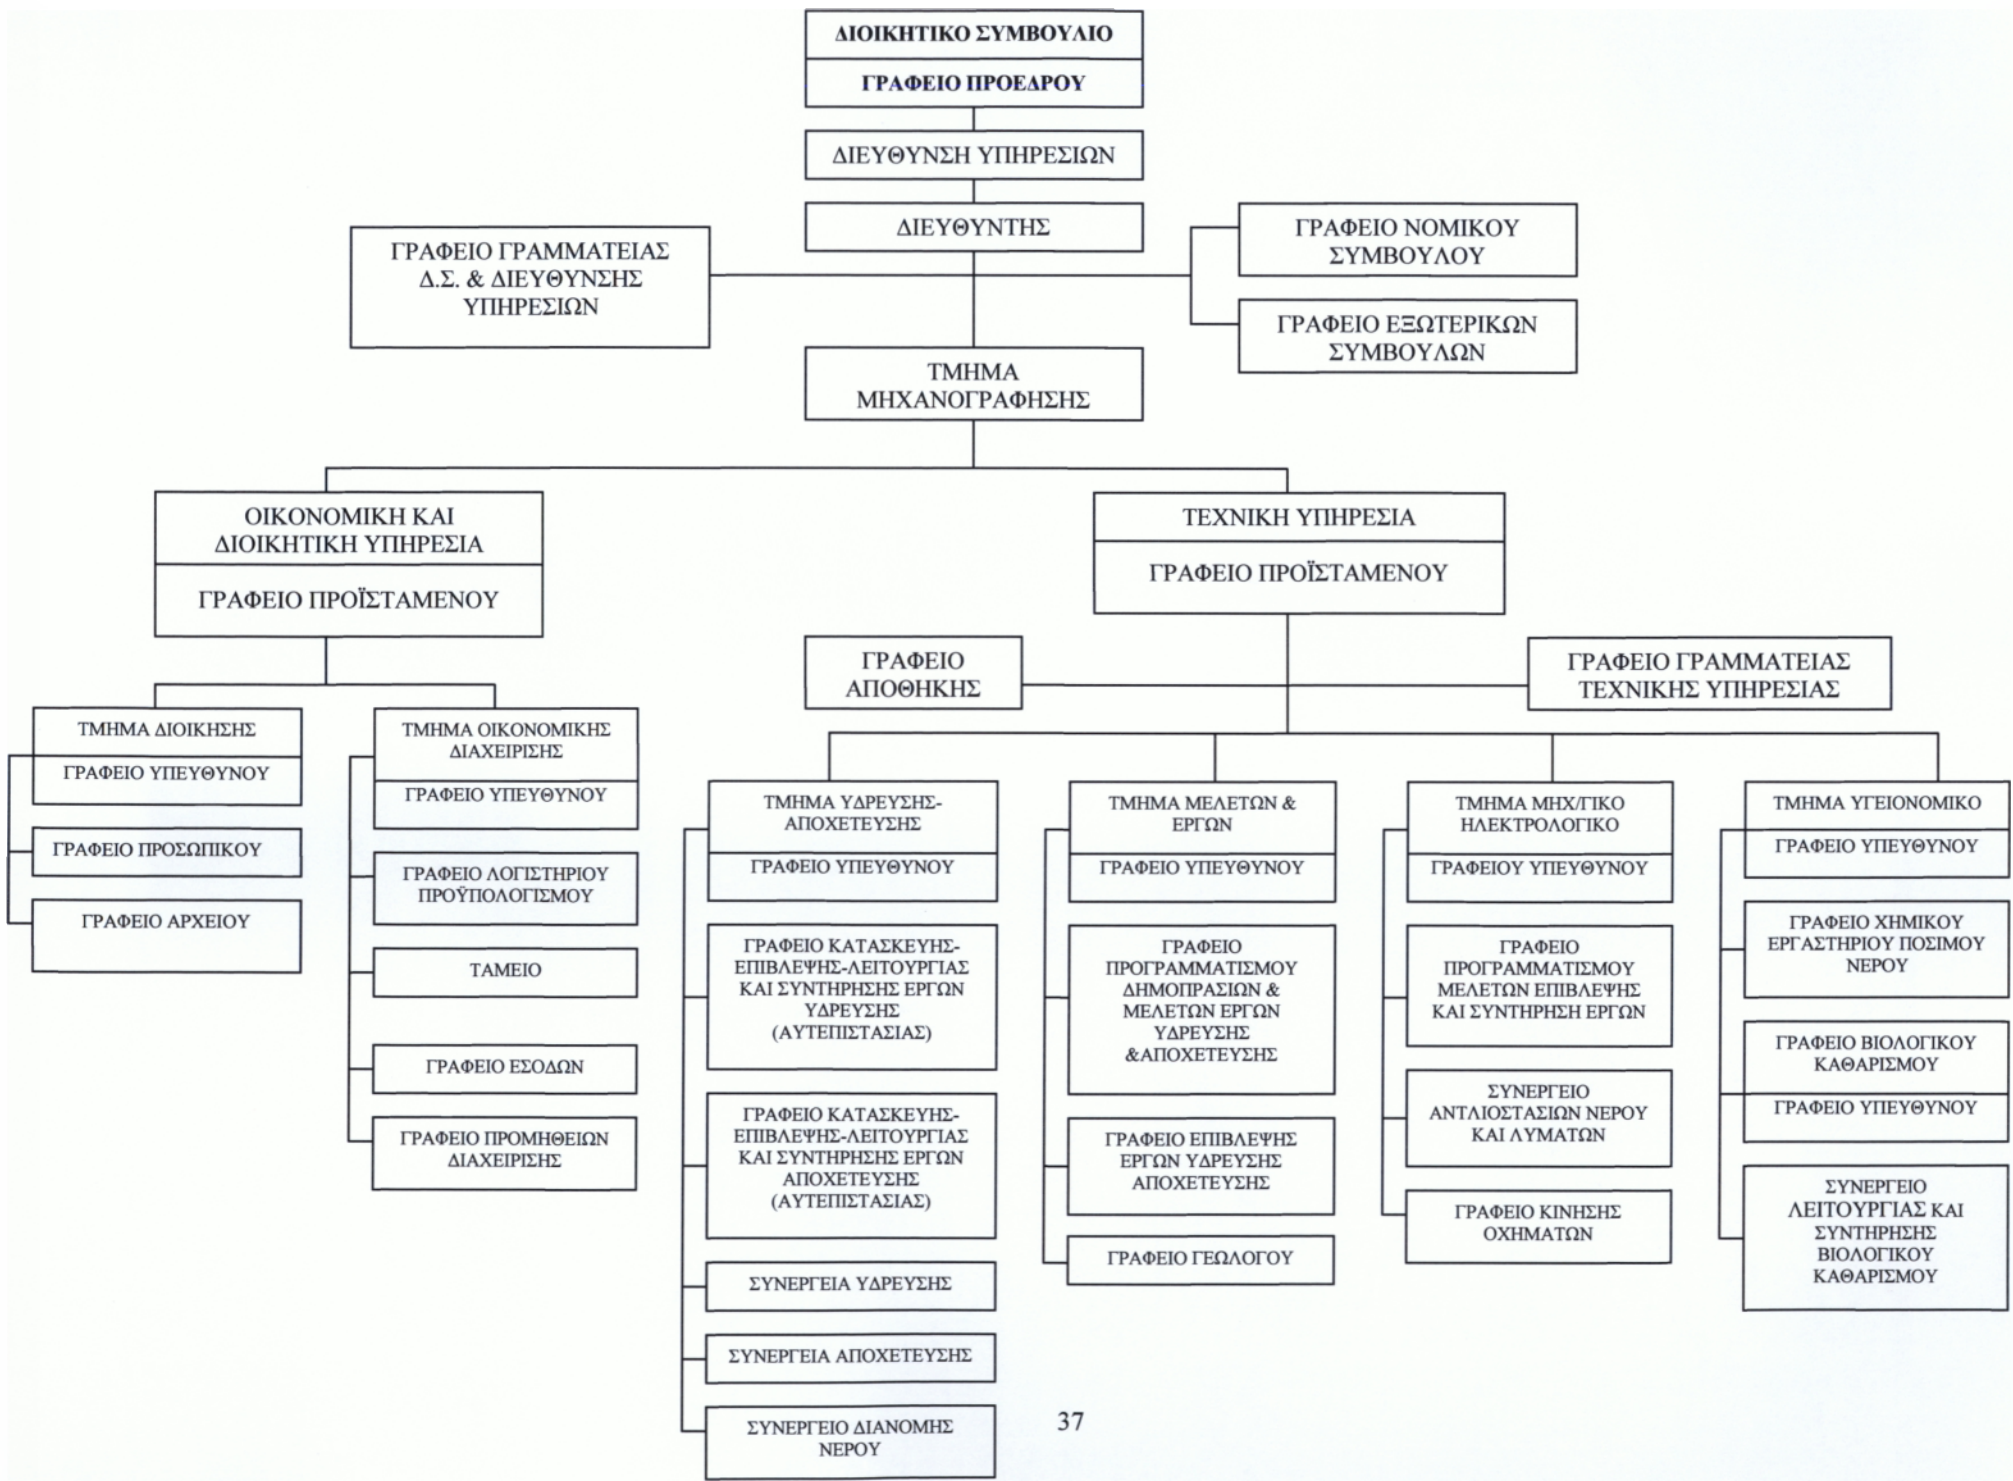 ΔΙΟΙΚΗΤΙΚΟ ΣΥΜΒΟΥΛΙΟ
ΓΡΑΦΕΙΟ ΠΡΟΕΔΡΟΥ
ΔΙΕΥΘΥΝΣΗ ΥΠΗΡΕΣΙΩΝ
ΔΙΕΥΘΥΝΤΗΣ
ΓΡΑΦΕΙΟ ΓΡΑΜΜΑΤΕΙΑΣ
Δ.Σ. & ΔΙΕΥΘΥΝΣΗΣ
ΥΠΗΡΕΣΙΩΝ
ΓΡΑΦΕΙΟ ΝΟΜΙΚΟΥ
ΣΥΜΒΟΥΛΟΥ
ΓΡΑΦΕΙΟ ΕΞΩΤΕΡΙΚΩΝ
ΣΥΜΒΟΥΛΩΝ
ΤΜΗΜΑ
ΜΗΧΑΝΟΓΡΑΦΗΣΗΣ
ΟΙΚΟΝΟΜΙΚΗ ΚΑΙ
ΔΙΟΙΚΗΤΙΚΗ ΥΠΗΡΕΣΙΑ
ΓΡΑΦΕΙΟ ΠΡΟΪΣΤΑΜΕΝΟΥ
ΤΕΧΝΙΚΗ ΥΠΗΡΕΣΙΑ
ΓΡΑΦΕΙΟ ΠΡΟΪΣΤΑΜΕΝΟΥ
ΓΡΑΦΕΙΟ
ΑΠΟΘΗΚΗΣ
ΓΡΑΦΕΙΟ ΓΡΑΜΜΑΤΕΙΑΣ
ΤΕΧΝΙΚΗΣ ΥΠΗΡΕΣΙΑΣ
ΤΜΗΜΑ ΔΙΟΙΚΗΣΗΣ
ΓΡΑΦΕΙΟ ΥΠΕΥΘΥΝΟΥ
ΓΡΑΦΕΙΟ ΠΡΟΣΩΠΙΚΟΥ
ΓΡΑΦΕΙΟ ΑΡΧΕΙΟΥ
ΤΜΗΜΑ ΟΙΚΟΝΟΜΙΚΗΣ
ΔΙΑΧΕΙΡΙΣΗΣ
ΓΡΑΦΕΙΟ ΥΠΕΥΘΥΝΟΥ
ΓΡΑΦΕΙΟ ΛΟΓΙΣΤΗΡΙΟΥ
ΠΡΟΫΠΟΛΟΓΙΣΜΟΥ
ΤΑΜΕΙΟ
ΓΡΑΦΕΙΟ ΕΣΟΔΩΝ
ΓΡΑΦΕΙΟ ΠΡΟΜΗΘΕΙΩΝ
ΔΙΑΧΕΙΡΙΣΗΣ
ΤΜΗΜΑ ΥΔΡΕΥΣΗΣ-
ΑΠΟΧΕΤΕΥΣΗΣ
ΓΡΑΦΕΙΟ ΥΠΕΥΘΥΝΟΥ
ΓΡΑΦΕΙΟ ΚΑΤΑΣΚΕΥΗΣ-
ΕΠΙΒΛΕΨΗΣ-ΛΕΙΤΟΥΡΓΙΑΣ
ΚΑΙ ΣΥΝΤΗΡΗΣΗΣ ΕΡΓΩΝ
ΥΔΡΕΥΣΗΣ
(ΑΥΤΕΠΙΣΤΑΣΙΑΣ)
ΓΡΑΦΕΙΟ ΚΑΤΑΣΚΕΥΗΣ-
ΕΠΙΒΛΕΨΗΣ-ΛΕΙΤΟΥΡΓΙΑΣ
ΚΑΙ ΣΥΝΤΗΡΗΣΗΣ ΕΡΓΩΝ
ΑΠΟΧΕΤΕΥΣΗΣ
(ΑΥΤΕΠΙΣΤΑΣΙΑΣ)
ΣΥΝΕΡΓΕΙΑ ΥΔΡΕΥΣΗΣ
ΣΥΝΕΡΓΕΙΑ ΑΠΟΧΕΤΕΥΣΗΣ
ΣΥΝΕΡΓΕΙΟ ΔΙΑΝΟΜΗΣ
ΝΕΡΟΥ
ΤΜΗΜΑ ΜΕΛΕΤΩΝ &
ΕΡΓΩΝ
ΓΡΑΦΕΙΟ ΥΠΕΥΘΥΝΟΥ
ΓΡΑΦΕΙΟ
ΠΡΟΓΡΑΜΜΑΤΙΣΜΟΥ
ΔΗΜΟΠΡΑΣΙΩΝ &
ΜΕΛΕΤΩΝ ΕΡΓΩΝ
ΥΔΡΕΥΣΗΣ
&ΑΠΟΧΕΤΕΥΣΗΣ
ΓΡΑΦΕΙΟ ΕΠΙΒΛΕΨΗΣ
ΕΡΓΩΝ ΥΔΡΕΥΣΗΣ
ΑΠΟΧΕΤΕΥΣΗΣ
ΓΡΑΦΕΙΟ ΓΕΩΛΟΓΟΥ
ΤΜΗΜΑ ΜΗΧ/ΓΙΚΟ
ΗΛΕΚΤΡΟΛΟΓΙΚΟ
ΓΡΑΦΕΙΟΥ ΥΠΕΥΘΥΝΟΥ
ΓΡΑΦΕΙΟ
ΠΡΟΓΡΑΜΜΑΤΙΣΜΟΥ
ΜΕΛΕΤΩΝ ΕΠΙΒΛΕΨΗΣ
ΚΑΙ ΣΥΝΤΗΡΗΣΗ ΕΡΓΩΝ
ΣΥΝΕΡΓΕΙΟ
ΑΝΤΛΙΟΣΤΑΣΙΩΝ ΝΕΡΟΥ
ΚΑΙ ΛΥΜΑΤΩΝ
ΓΡΑΦΕΙΟ ΚΙΝΗΣΗΣ
ΟΧΗΜΑΤΩΝ
ΤΜΗΜΑ ΥΓΕΙΟΝΟΜΙΚΟ
ΓΡΑΦΕΙΟ ΥΠΕΥΘΥΝΟΥ
ΓΡΑΦΕΙΟ ΧΗΜΙΚΟΥ
ΕΡΓΑΣΤΗΡΙΟΥ ΠΟΣΙΜΟΥ
ΝΕΡΟΥ
ΓΡΑΦΕΙΟ ΒΙΟΛΟΓΙΚΟΥ
ΚΑΘΑΡΙΣΜΟΥ
ΓΡΑΦΕΙΟ ΥΠΕΥΘΥΝΟΥ
ΣΥΝΕΡΓΕΙΟ
ΛΕΙΤΟΥΡΓΙΑΣ ΚΑΙ
ΣΥΝΤΗΡΗΣΗΣ
ΒΙΟΛΟΓΙΚΟΥ
ΚΑΘΑΡΙΣΜΟΥ
37